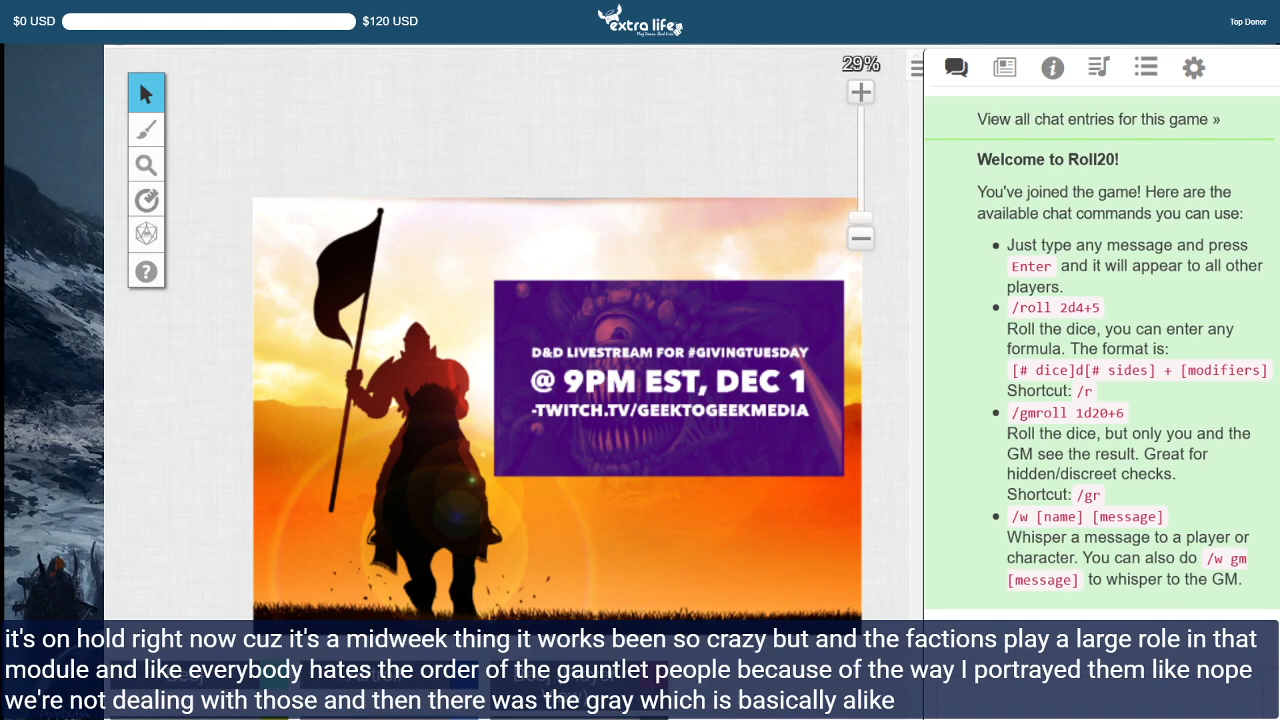 $0 USD
$120 USD
extra life
Play Games. Heal Kids.
Top Donor
29%
View all chat entries for this game »
Welcome to Roll20!
You've joined the game! Here are the
available chat commands you can use:
Just type any message and press
Enter and it will appear to all other
players.
/roll 2d4+5
Roll the dice, you can enter any
formula. The format is:
[# dice]d[# sides] + [modifiers]
Shortcut: /r
/gmroll 1d20+6
Roll the dice, but only you and the
GM see the result. Great for
hidden/discreet checks.
Shortcut: /gr
/w [name] [message]
Whisper a message to a player or
character. You can also do /w gm
[message] to whisper to the GM.
D&D LIVESTREAM FOR #GIVINGTUESDAY
@ 9PM EST, DEC 1
-TWITCH.TV/GEEKTOGEEKMEDIA
it's on hold right now cuz it's a midweek thing it works been so crazy but and the factions play a large role in that
module and like everybody hates the order of the gauntlet people because of the way I portrayed them like nope
we're not dealing with those and then there was the gray which is basically alike